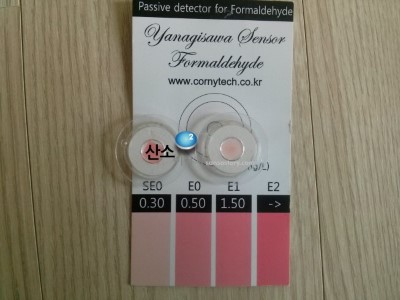 Passive detector for Formaldehyde
Yanagisawa Sensor
Formaldehyde
www.cornytech.co.kr
산소 2
/L)
SE0 E0 E1 E2
0.30 0.50 1.50 ->